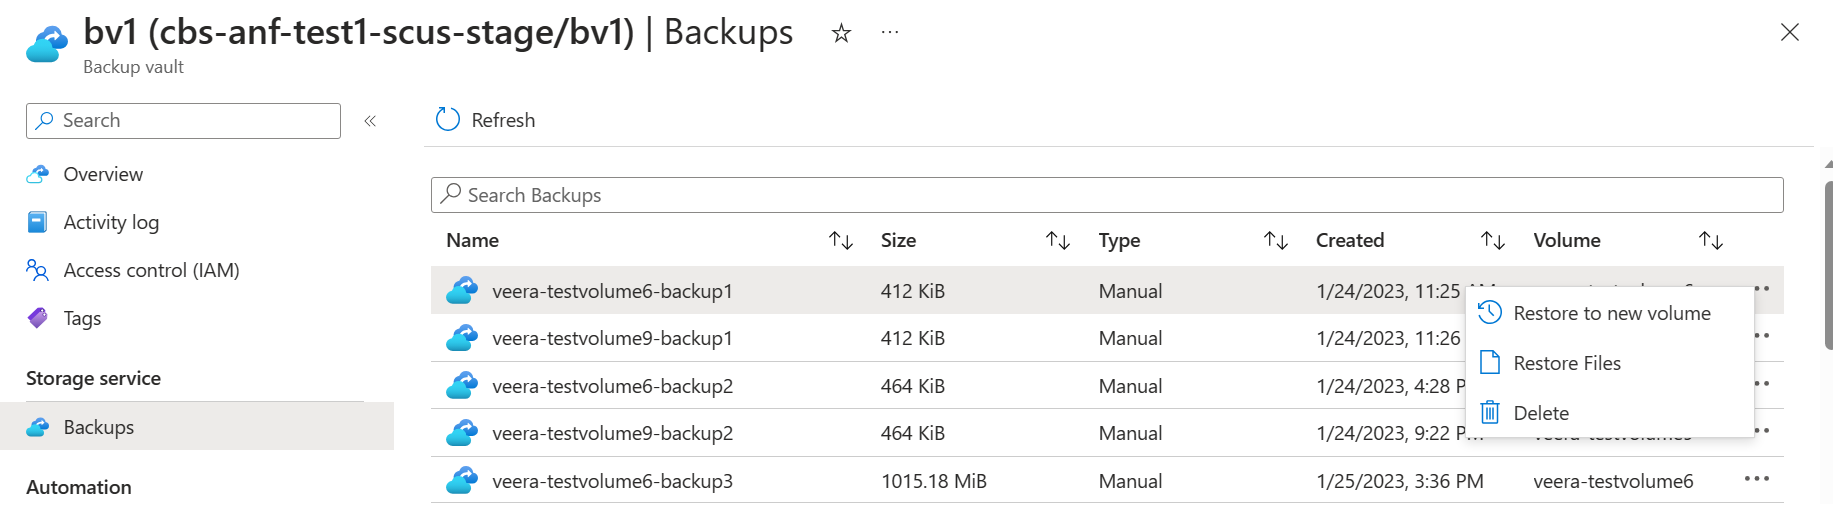 bv1 (cbs-anf-test1-scus-stage/bv1) | Backups
Backup vault
Search
Refresh
Overview
Activity log
Access control (IAM)
Tags
Storage service
Backups
Automation
Search Backups
Name Size Type Created Volume
veera-testvolume6-backup1 412 KiB Manual 1/24/2023, 11:25 AM
veera-testvolume9-backup1 412 KiB Manual 1/24/2023, 11:26
veera-testvolume6-backup2 464 KiB Manual 1/24/2023, 4:28 P
veera-testvolume9-backup2 464 KiB Manual 1/24/2023, 9:22 PM
veera-testvolume6-backup3 1015.18 MiB Manual 1/25/2023, 3:36 PM veera-testvolume6
Restore to new volume
Restore Files
Delete